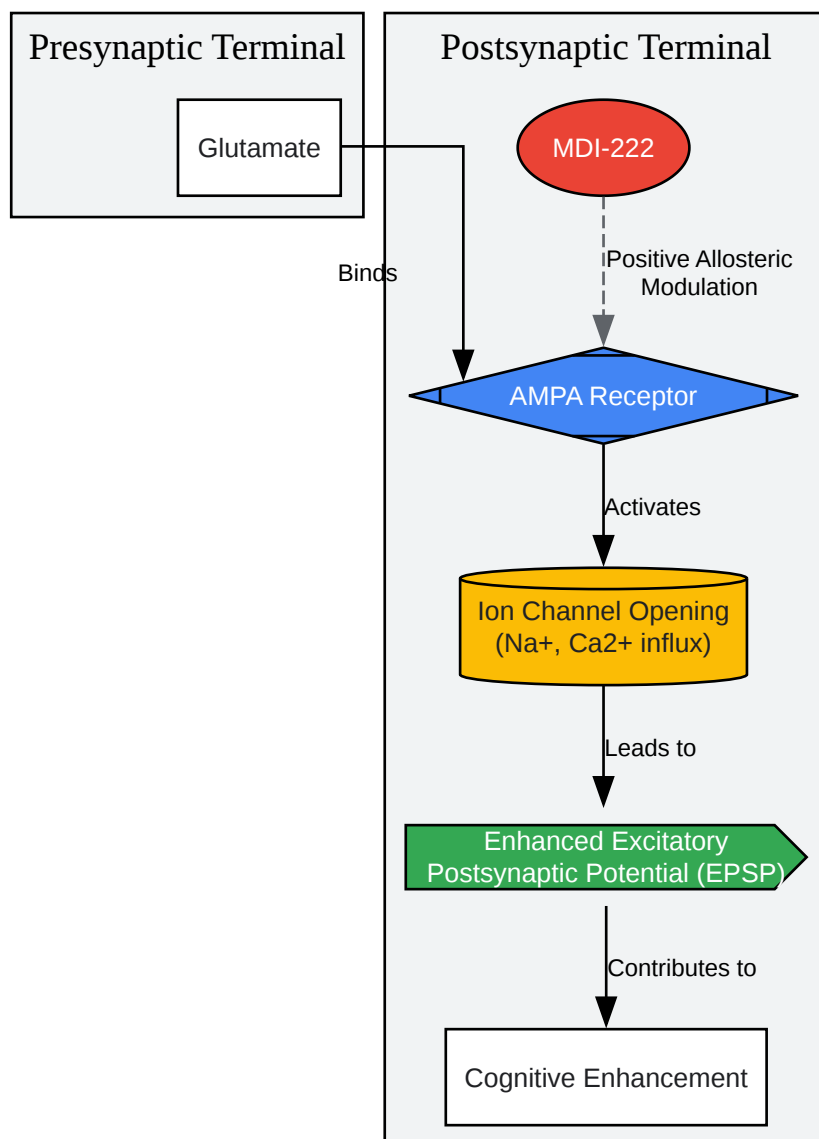 Presynaptic Terminal
Postsynaptic Terminal
Glutamate
MDI-222
Binds
Positive Allosteric
Modulation
AMPA Receptor
Activates
Ion Channel Opening
(Na+, Ca2+ influx)
Leads to
Enhanced Excitatory
Postsynaptic Potential (EPSP)
Contributes to
Cognitive Enhancement